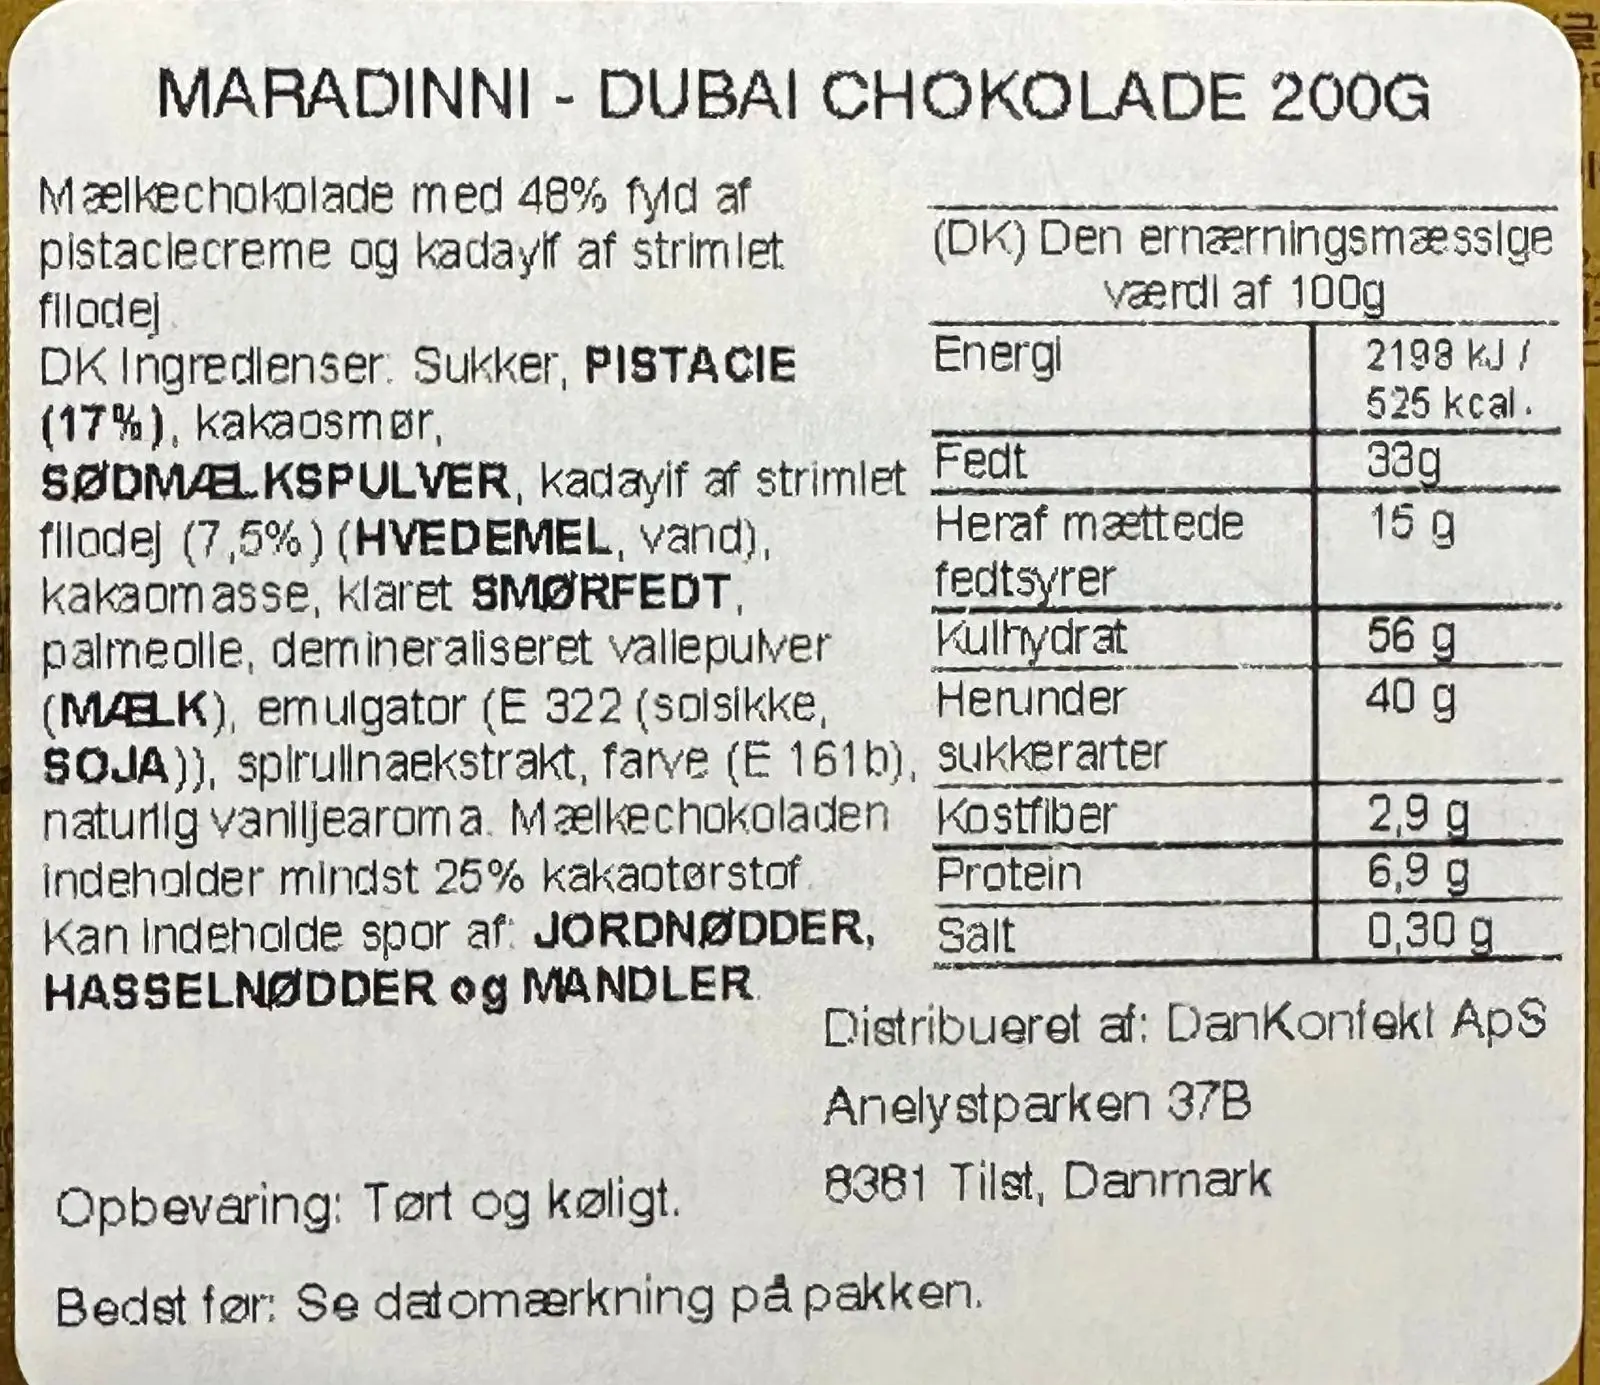 MARADINNI - DUBAI CHOKOLADE 200G
Mælkechokolade med 48% fyld af
pistaciecreme og kadayif af strimlet
filodej.
DK Ingredienser: Sukker, PISTACIE
(17%), kakaosmør,
SØDMÆLKSPULVER, kadayif af strimlet
filodej (7,5%) (HVEDEMEL, vand),
kakaomasse, klaret SMØRFEDT,
palmeolie, demineraliseret vallepulver
(MÆLK), emulgator (E 322 (solsikke,
SOJA)), spirulinaekstrakt, farve (E 161b),
naturlig vaniljearoma. Mælkechokoladen
indeholder mindst 25% kakaotørstof.
Kan indeholde spor af: JORDNØDDER,
HASSELNØDDER og MANDLER.
(DK) Den ernærningsmæssige
værdi af 100g
Energi 2198 kJ /
525 kcal.
Fedt 33g
Heraf mættede 15 g
fedtsyrer
Kulhydrat 56 g
Herunder 40 g
sukkerarter
Kostfiber 2,9 g
Protein 6,9 g
Salt 0,30 g
Distribueret af: DanKonfekt ApS
Anelystparken 37B
8381 Tilst, Danmark
Opbevaring: Tørt og køligt.
Bedst før: Se datomærkning på pakken.